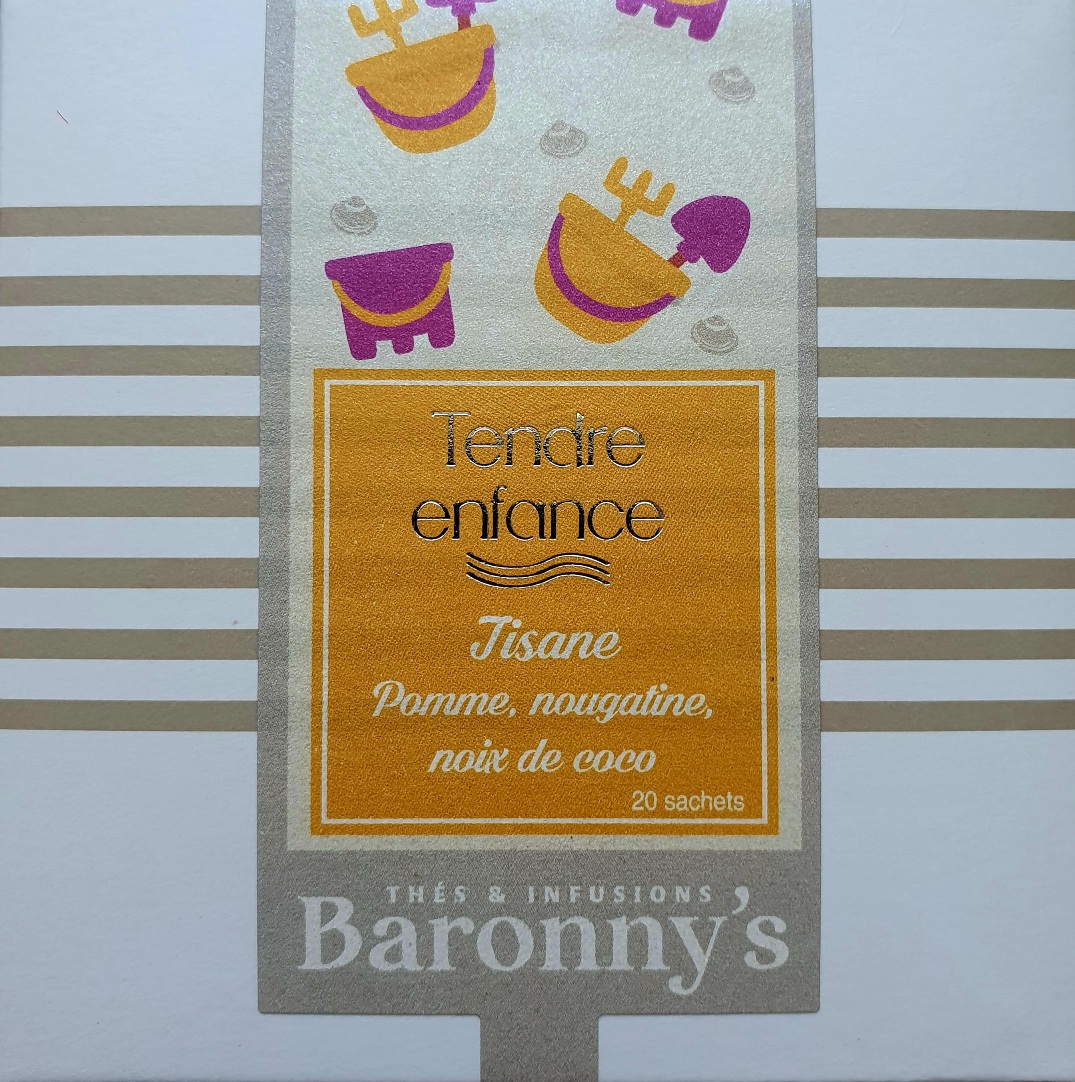 Tendre
enfance
Tisane
Pomme, nougatine,
noix de coco
20 sachets
THÉS & INFUSIONS
Baronny's